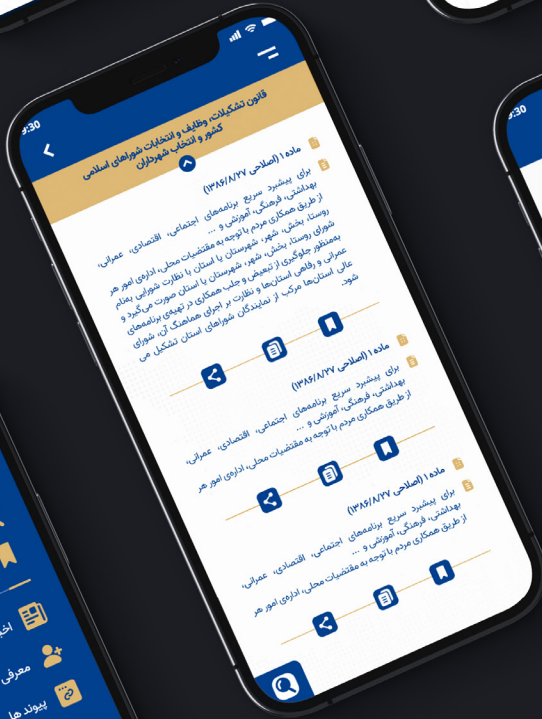 9:30
قانون تشکیلات، وظایف و انتخابات شوراهای اسلامی
کشور و انتخاب شهرداران
ماده ۱ (اصلاحی ۱۳۸۶/۸/۲۷)
برای پیشبرد سریع برنامه‌های اجتماعی، اقتصادی، عمرانی،
بهداشتی، فرهنگی، آموزشی و ...
از طریق همکاری مردم با توجه به مقتضیات محلی، اداره‌ی امور هر
روستا، بخش، شهر، شهرستان یا استان با نظارت شورایی به‌نام
شورای روستا، بخش، شهر، شهرستان یا استان صورت می‌گیرد و
به‌منظور جلوگیری از تبعیض و جلب همکاری در تهیه‌ی برنامه‌های
عمرانی و رفاهی استان‌ها و نظارت بر اجرای هماهنگ آن، شورای
عالی استان‌ها مرکب از نمایندگان شوراهای استان تشکیل می
شود.
ماده ۱ (اصلاحی ۱۳۸۶/۸/۲۷)
برای پیشبرد سریع برنامه‌های اجتماعی، اقتصادی، عمرانی،
بهداشتی، فرهنگی، آموزشی و ...
از طریق همکاری مردم با توجه به مقتضیات محلی، اداره‌ی امور هر
ماده ۱ (اصلاحی ۱۳۸۶/۸/۲۷)
برای پیشبرد سریع برنامه‌های اجتماعی، اقتصادی، عمرانی،
بهداشتی، فرهنگی، آموزشی و ...
از طریق همکاری مردم با توجه به مقتضیات محلی، اداره‌ی امور هر
معرفی
پیوندها
:30